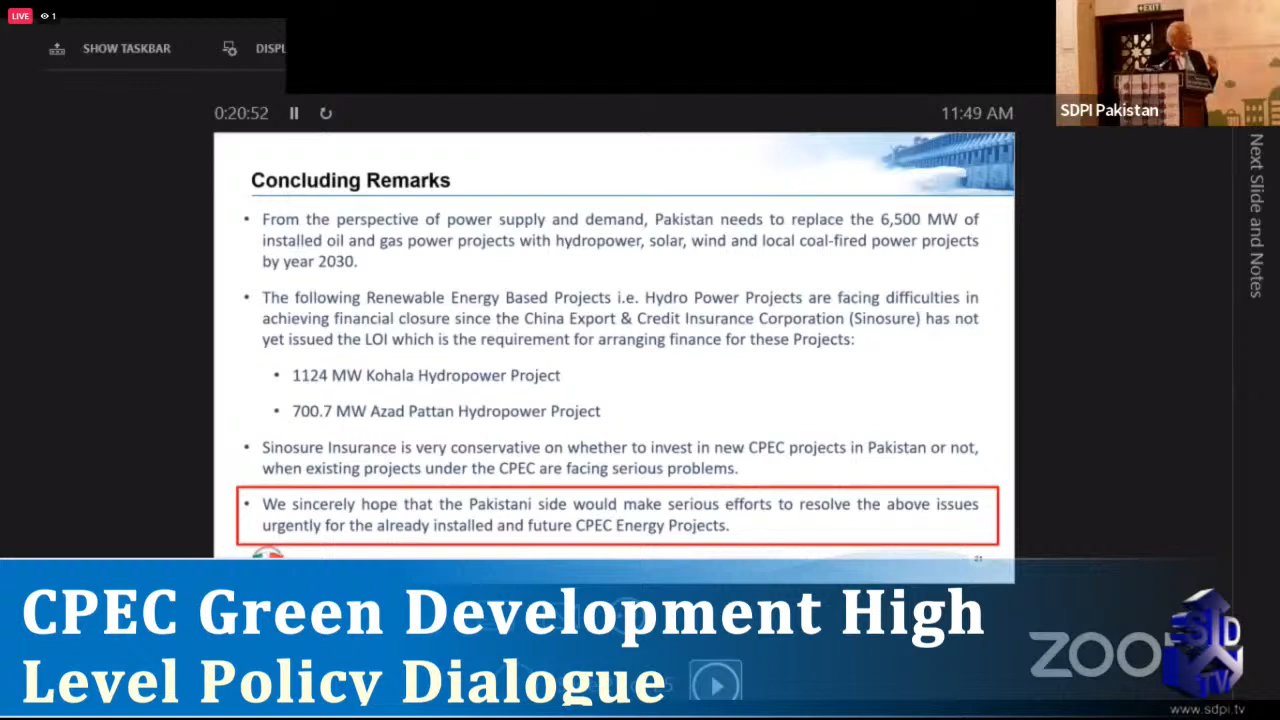 LIVE 1
EXIT
SHOW TASKBAR
DISPL
SDPI Pakistan
0:20:52
11:49 AM
Next Slide and Notes
Concluding Remarks
• From the perspective of power supply and demand, Pakistan needs to replace the 6,500 MW of
installed oil and gas power projects with hydropower, solar, wind and local coal-fired power projects
by year 2030.
• The following Renewable Energy Based Projects i.e. Hydro Power Projects are facing difficulties in
achieving financial closure since the China Export & Credit Insurance Corporation (Sinosure) has not
yet issued the LOI which is the requirement for arranging finance for these Projects:
• 1124 MW Kohala Hydropower Project
• 700.7 MW Azad Pattan Hydropower Project
• Sinosure Insurance is very conservative on whether to invest in new CPEC projects in Pakistan or not,
when existing projects under the CPEC are facing serious problems.
• We sincerely hope that the Pakistani side would make serious efforts to resolve the above issues
urgently for the already installed and future CPEC Energy Projects.
21
CPEC Green Development High
Level Policy Dialogue
ZOO
SD
TV
www.sdpi.tv